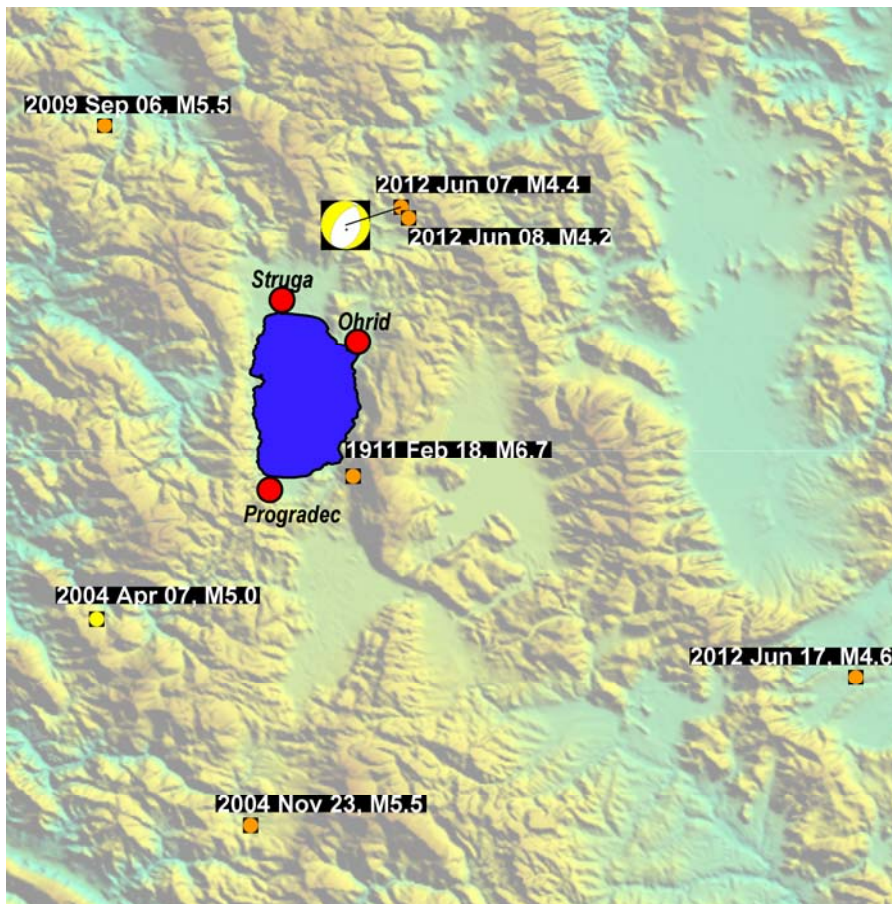 2009 Sep 06, M5.5
2012 Jun 07, M4.4
2012 Jun 08, M4.2
Struga
Ohrid
1911 Feb 18, M6.7
Progradec
2004 Apr 07, M5.0
2012 Jun 17, M4.6
2004 Nov 23, M5.5